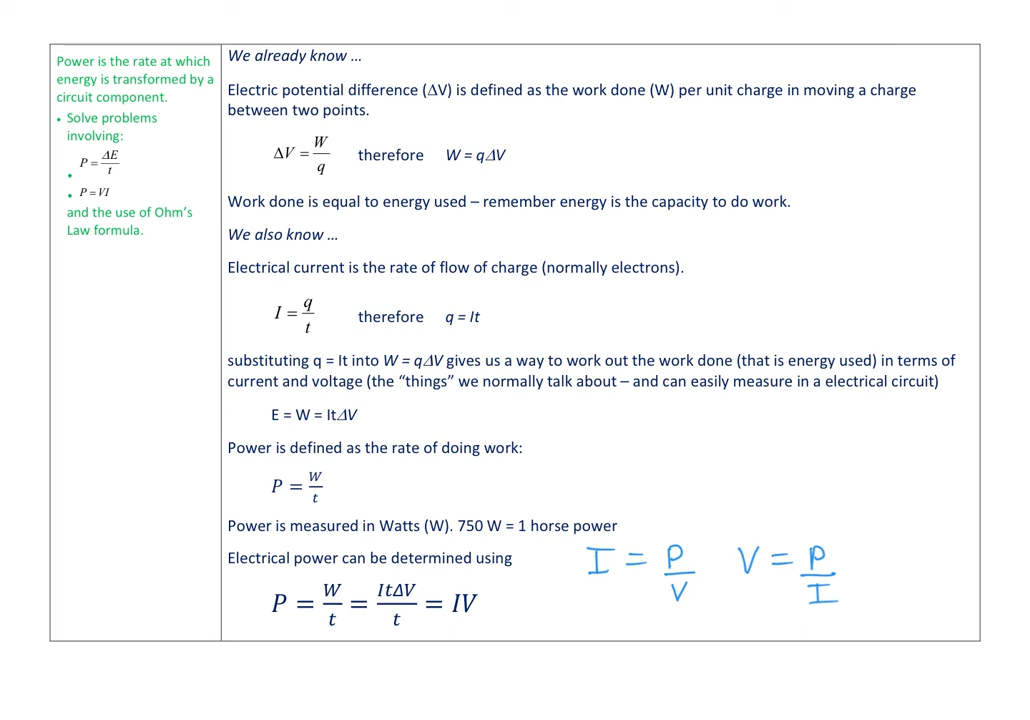 Power is the rate at which
energy is transformed by a
circuit component.
• Solve problems
involving:
• P = ΔE/t
• P = VI
and the use of Ohm's
Law formula.
We already know …
Electric potential difference (ΔV) is defined as the work done (W) per unit charge in moving a charge
between two points.
ΔV = W/q therefore W = qΔV
Work done is equal to energy used – remember energy is the capacity to do work.
We also know …
Electrical current is the rate of flow of charge (normally electrons).
I = q/t therefore q = It
substituting q = It into W = qΔV gives us a way to work out the work done (that is energy used) in terms of
current and voltage (the “things” we normally talk about – and can easily measure in a electrical circuit)
E = W = ItΔV
Power is defined as the rate of doing work:
P = W/t
Power is measured in Watts (W). 750 W = 1 horse power
Electrical power can be determined using
P = W/t = ItΔV/t = IV
I = P/V V = P/I